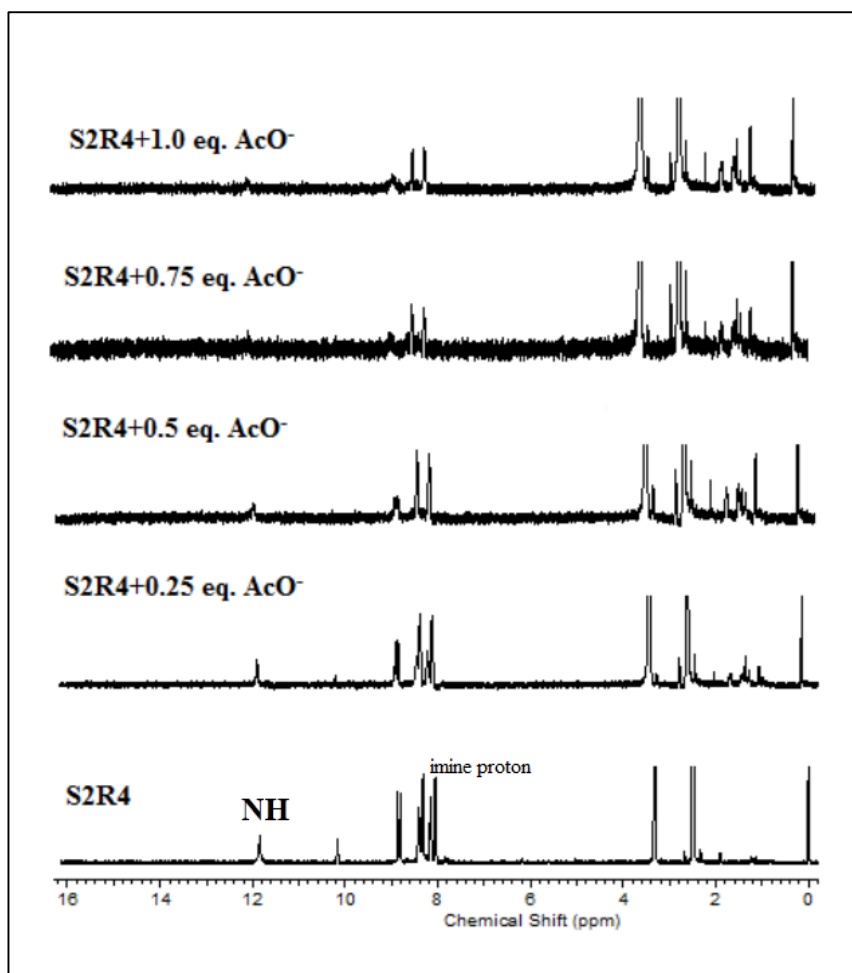 S2R4+1.0 eq. AcO⁻
S2R4+0.75 eq. AcO⁻
S2R4+0.5 eq. AcO⁻
S2R4+0.25 eq. AcO⁻
imine proton
S2R4
NH
16 14 12 10 8 6 4 2 0
Chemical Shift (ppm)